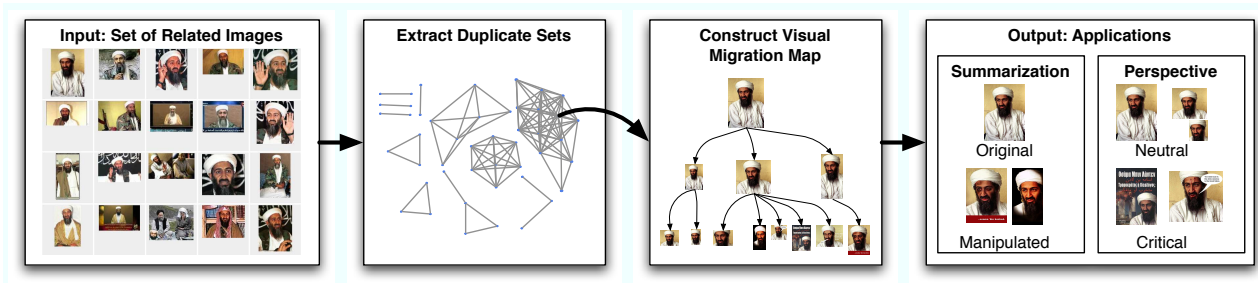 Input: Set of Related Images
Extract Duplicate Sets
Construct Visual
Migration Map
Output: Applications
Summarization
Original
Manipulated
Perspective
Neutral
Critical